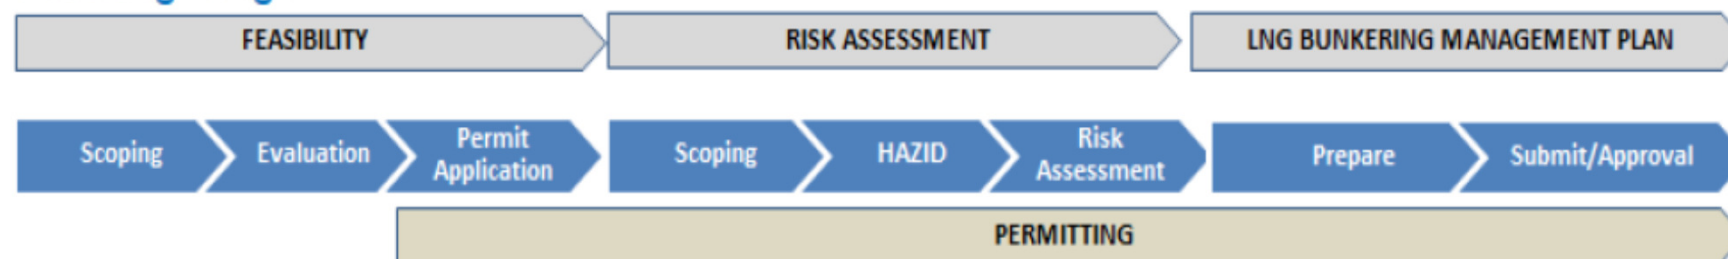 FEASIBILITY
RISK ASSESSMENT
LNG BUNKERING MANAGEMENT PLAN
Scoping
Evaluation
Permit
Application
Scoping
HAZID
Risk
Assessment
Prepare
Submit/Approval
PERMITTING